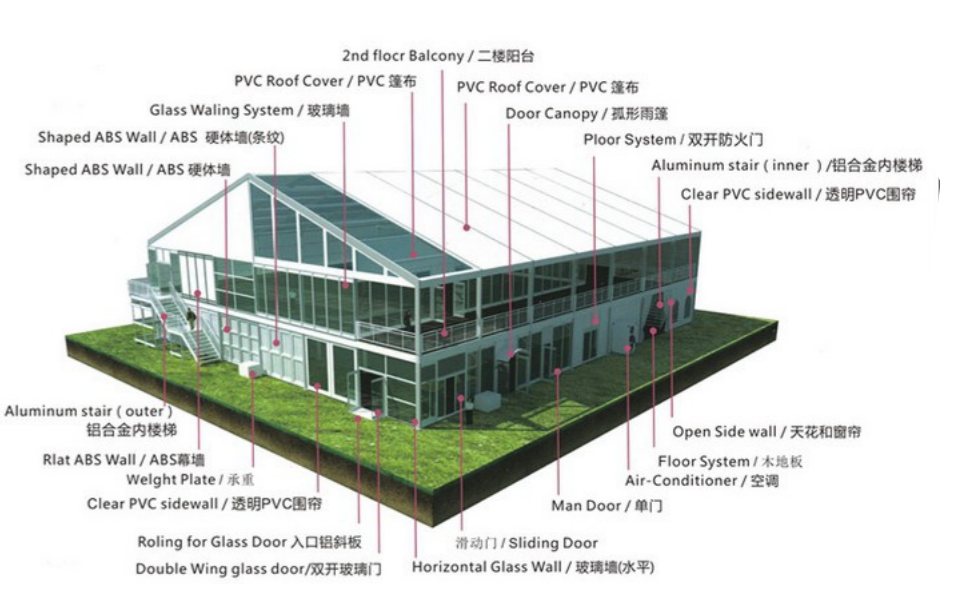 2nd flocr Balcony / 二楼阳台
PVC Roof Cover / PVC 篷布
PVC Roof Cover / PVC 篷布
Glass Waling System / 玻璃墙
Door Canopy / 孤形雨篷
Shaped ABS Wall / ABS 硬体墙(条纹)
Ploor System / 双开防火门
Shaped ABS Wall / ABS 硬体墙
Aluminum stair ( inner ) /铝合金内楼梯
Clear PVC sidewall / 透明PVC围帘
Aluminum stair ( outer )
铝合金内楼梯
Open Side wall / 天花和窗帘
Rlat ABS Wall / ABS幕墙
Floor System / 木地板
Welght Plate / 承重
Air-Conditioner / 空调
Clear PVC sidewall / 透明PVC围帘
Man Door / 单门
Roling for Glass Door 入口铝斜板
滑动门 / Sliding Door
Double Wing glass door/双开玻璃门
Horizontal Glass Wall / 玻璃墙(水平)